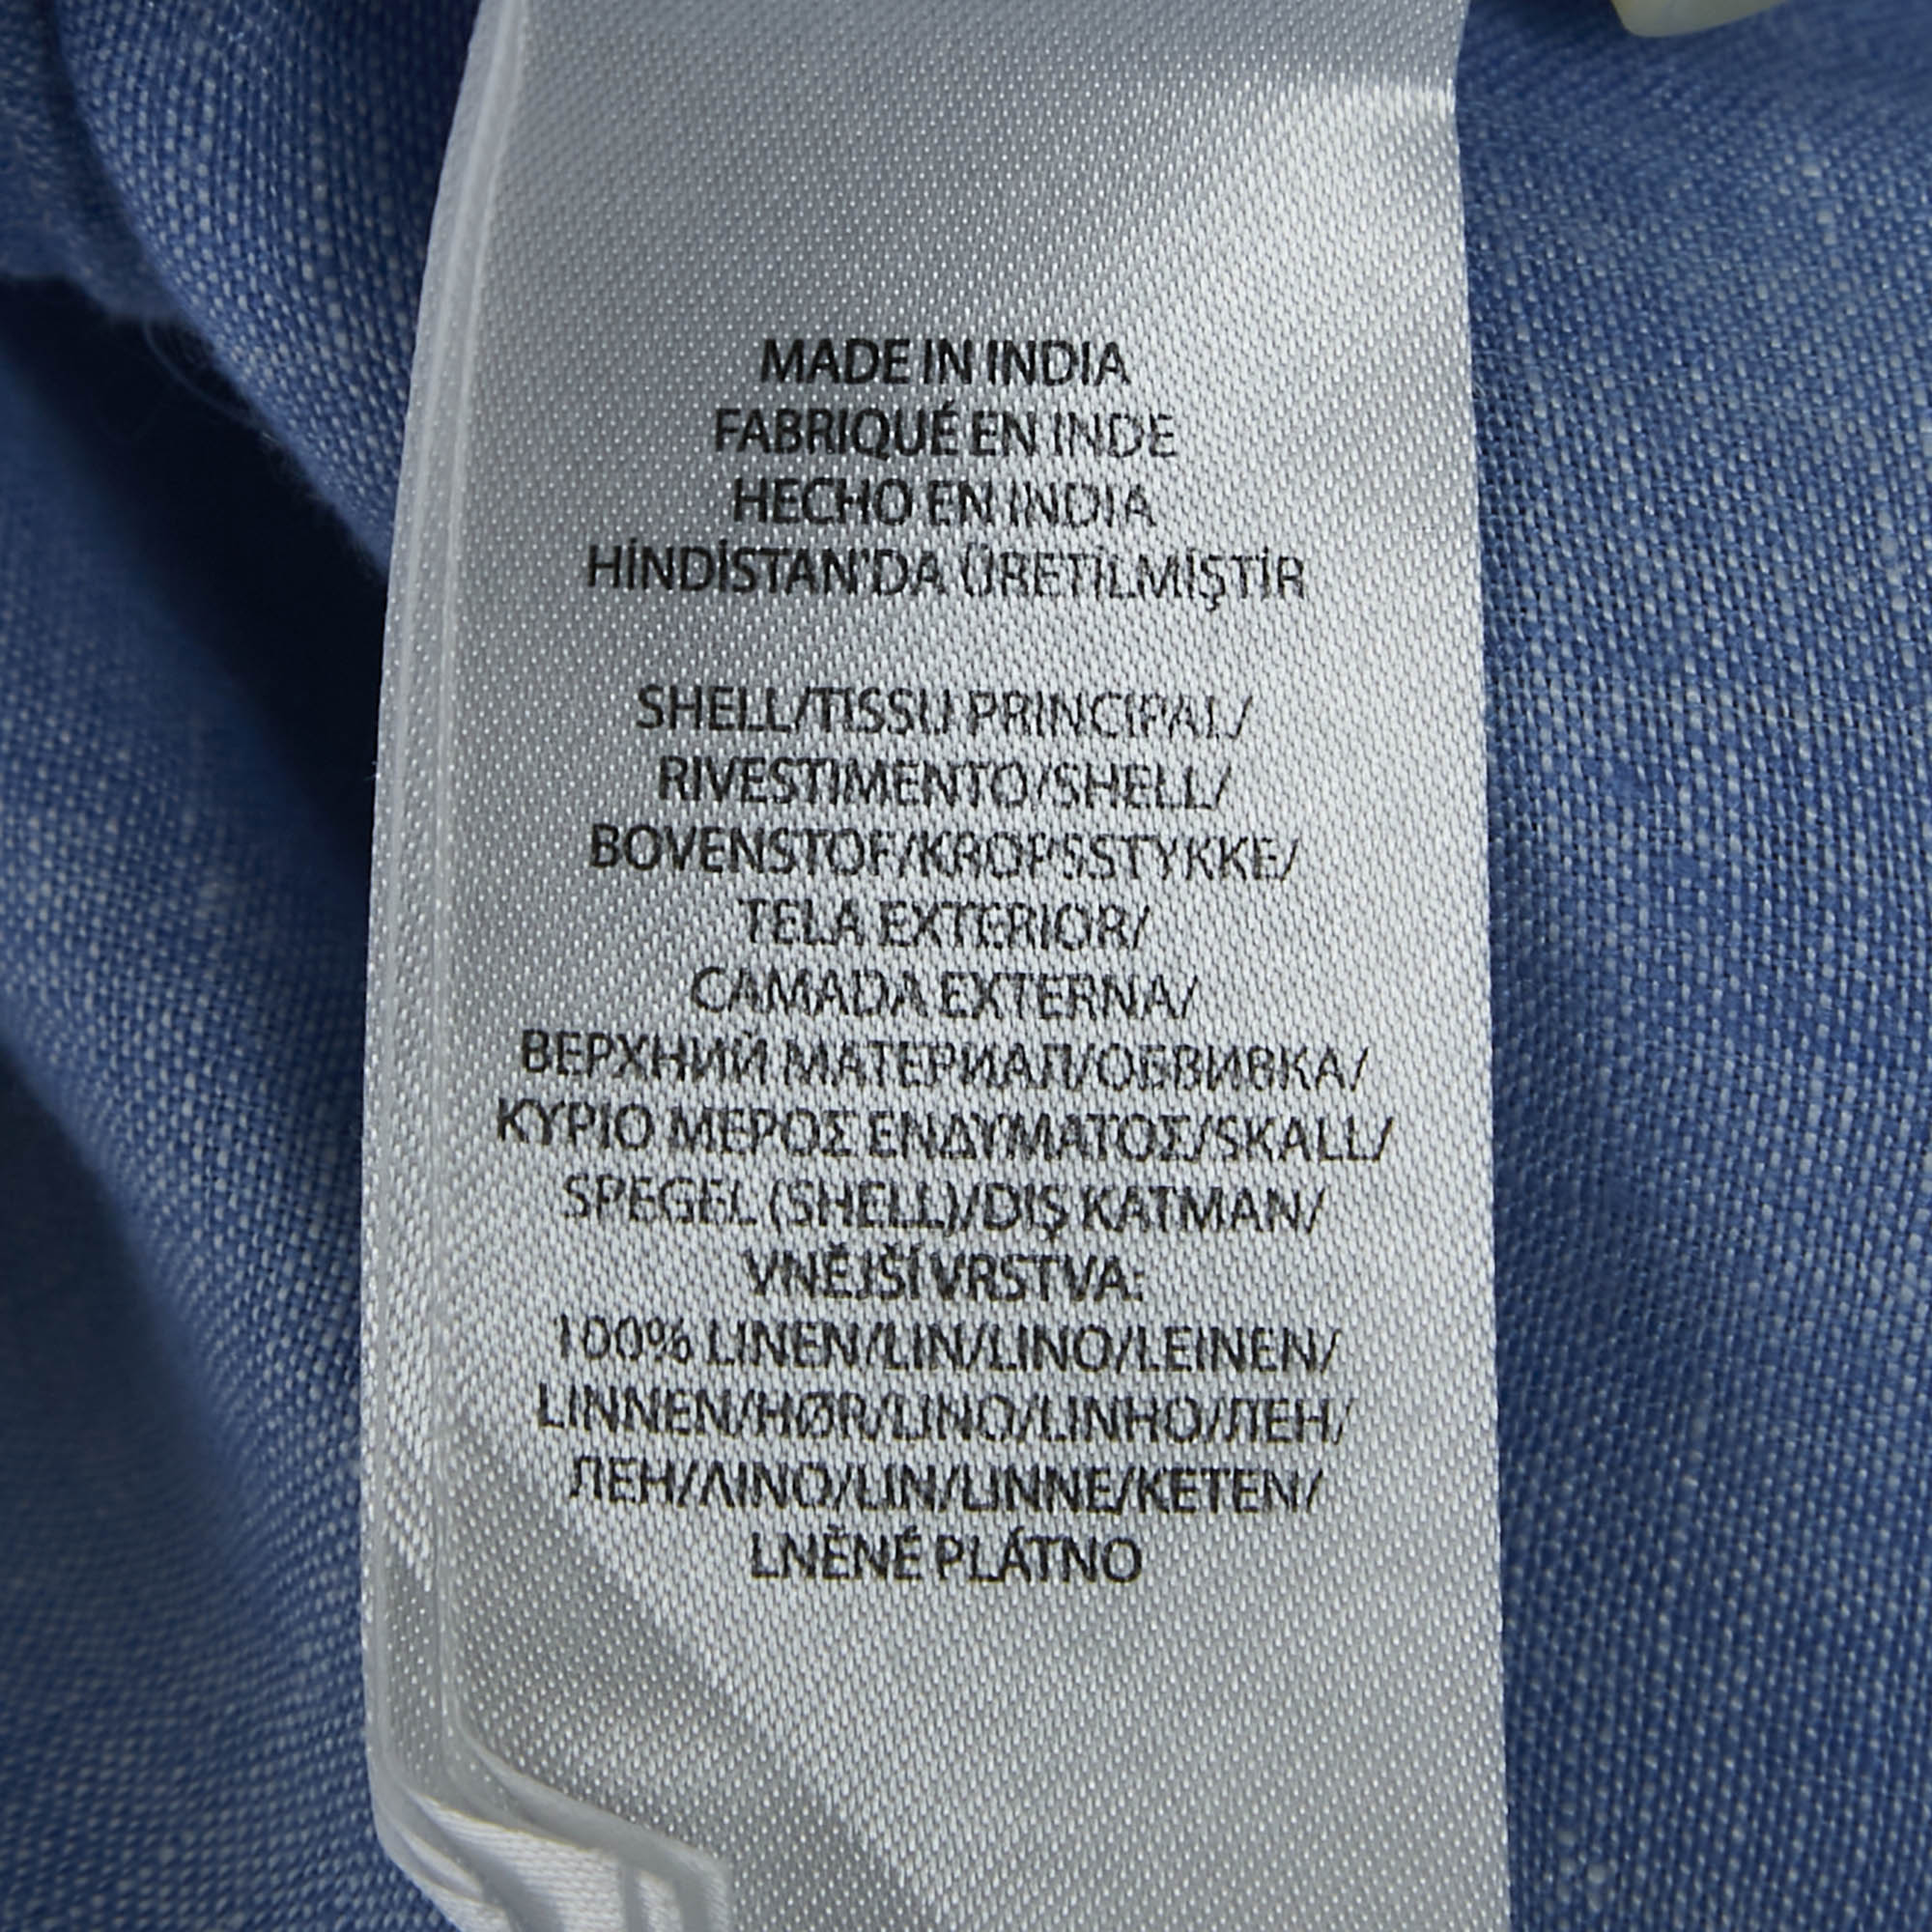 MADE IN INDIA
FABRIQUÉ EN INDE
HECHO EN INDIA
HİNDİSTAN'DA ÜRETİLMİŞTİR
SHELL/TISSU PRINCIPAL/
RIVESTIMENTO/SHELL/
BOVENSTOF/KROPSSTYKKE/
TELA EXTERIOR/
CAMADA EXTERNA/
ВЕРХНИЙ МАТЕРИАЛ/ОБВИВКА/
ΚΥΡΙΟ ΜΕΡΟΣ ΕΝΔΥΜΑΤΟΣ/SKALL/
SPEGEL (SHELL)/DIŞ KATMAN/
VNĚJŠÍ VRSTVA:
100% LINEN/LIN/LINO/LEINEN/
LINNEN/HØR/LINO/LINHO/ЛЕН/
ЛЕН/ΛΙΝΟ/LIN/LINNE/KETEN/
LNĚNÉ PLÁTNO